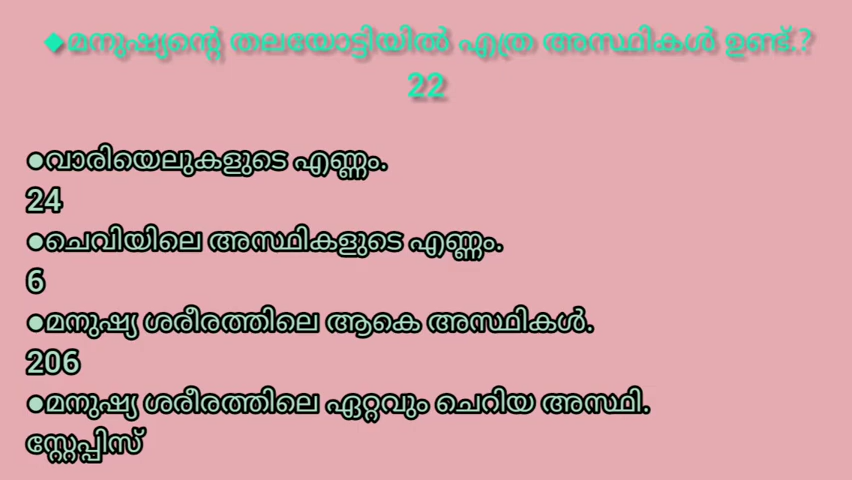 ◆മനുഷ്യന്റെ തലയോട്ടിയിൽ എത്ര അസ്ഥികൾ ഉണ്ട്.?
22
●വാരിയെലുകളുടെ എണ്ണം.
24
●ചെവിയിലെ അസ്ഥികളുടെ എണ്ണം.
6
●മനുഷ്യ ശരീരത്തിലെ ആകെ അസ്ഥികൾ.
206
●മനുഷ്യ ശരീരത്തിലെ ഏറ്റവും ചെറിയ അസ്ഥി.
സ്റ്റേപ്പിസ്